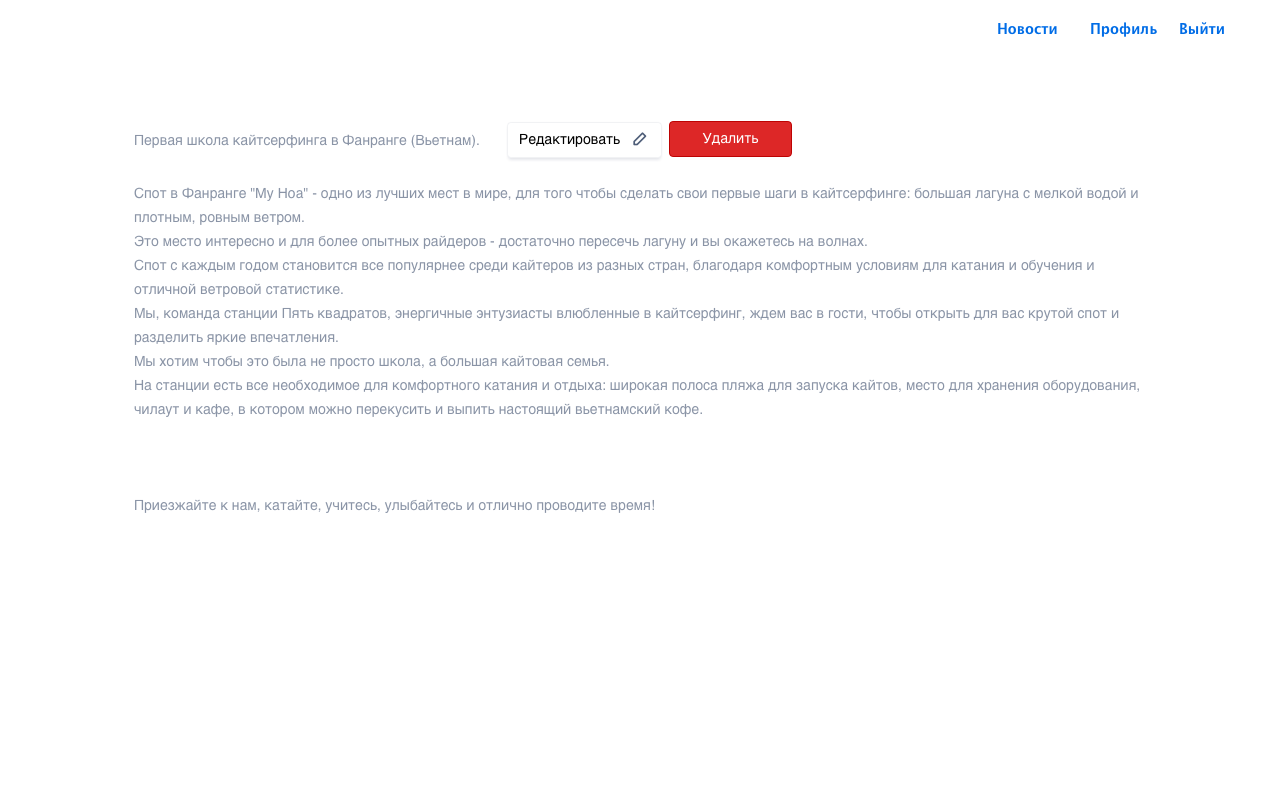 Новости Профиль Выйти
Первая школа кайтсерфинга в Фанранге (Вьетнам). Редактировать Удалить
Спот в Фанранге "My Hoa" - одно из лучших мест в мире, для того чтобы сделать свои первые шаги в кайтсерфинге: большая лагуна с мелкой водой и
плотным, ровным ветром.
Это место интересно и для более опытных райдеров - достаточно пересечь лагуну и вы окажетесь на волнах.
Спот с каждым годом становится все популярнее среди кайтеров из разных стран, благодаря комфортным условиям для катания и обучения и
отличной ветровой статистике.
Мы, команда станции Пять квадратов, энергичные энтузиасты влюбленные в кайтсерфинг, ждем вас в гости, чтобы открыть для вас крутой спот и
разделить яркие впечатления.
Мы хотим чтобы это была не просто школа, а большая кайтовая семья.
На станции есть все необходимое для комфортного катания и отдыха: широкая полоса пляжа для запуска кайтов, место для хранения оборудования,
чилаут и кафе, в котором можно перекусить и выпить настоящий вьетнамский кофе.
Приезжайте к нам, катайте, учитесь, улыбайтесь и отлично проводите время!